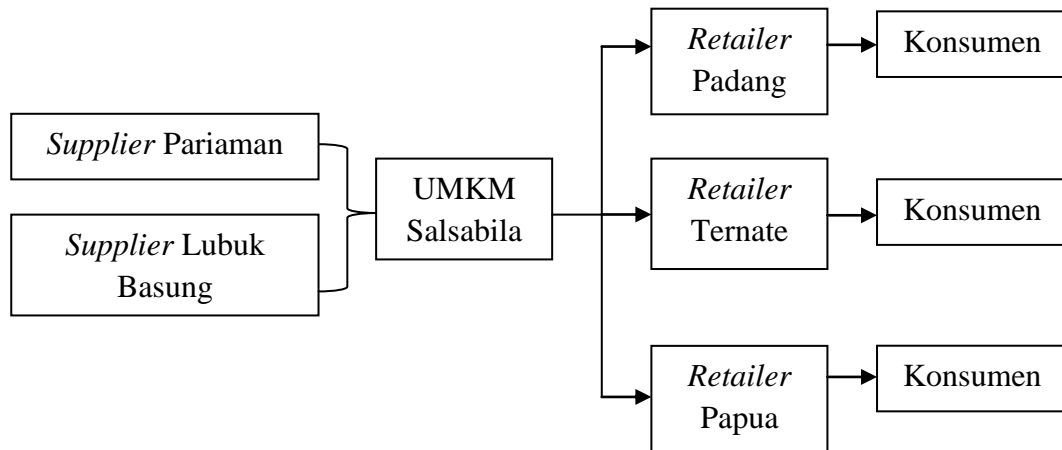 Supplier Pariaman
Supplier Lubuk
Basung
UMKM
Salsabila
Retailer
Padang
Konsumen
Retailer
Ternate
Konsumen
Retailer
Papua
Konsumen